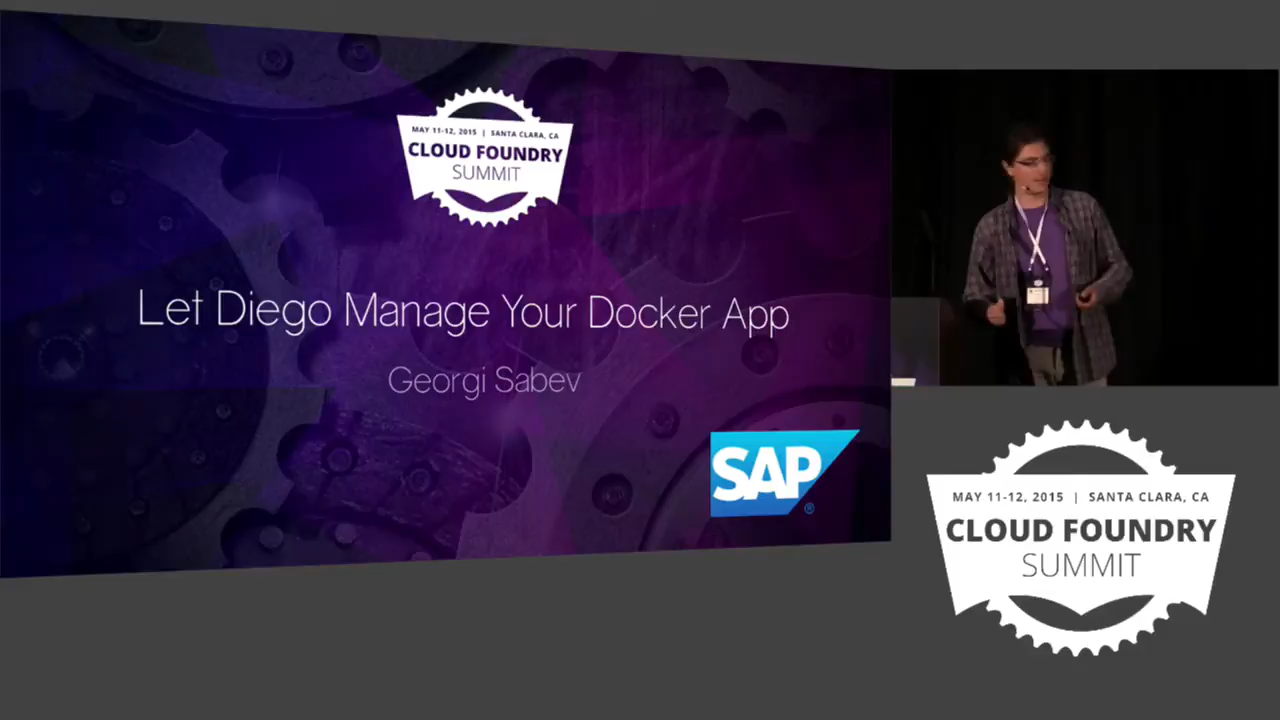 MAY 11-12, 2015 | SANTA CLARA, CA
CLOUD FOUNDRY
SUMMIT
Let Diego Manage Your Docker App
Georgi Sabev
SAP®
MAY 11-12, 2015 | SANTA CLARA, CA
CLOUD FOUNDRY
SUMMIT